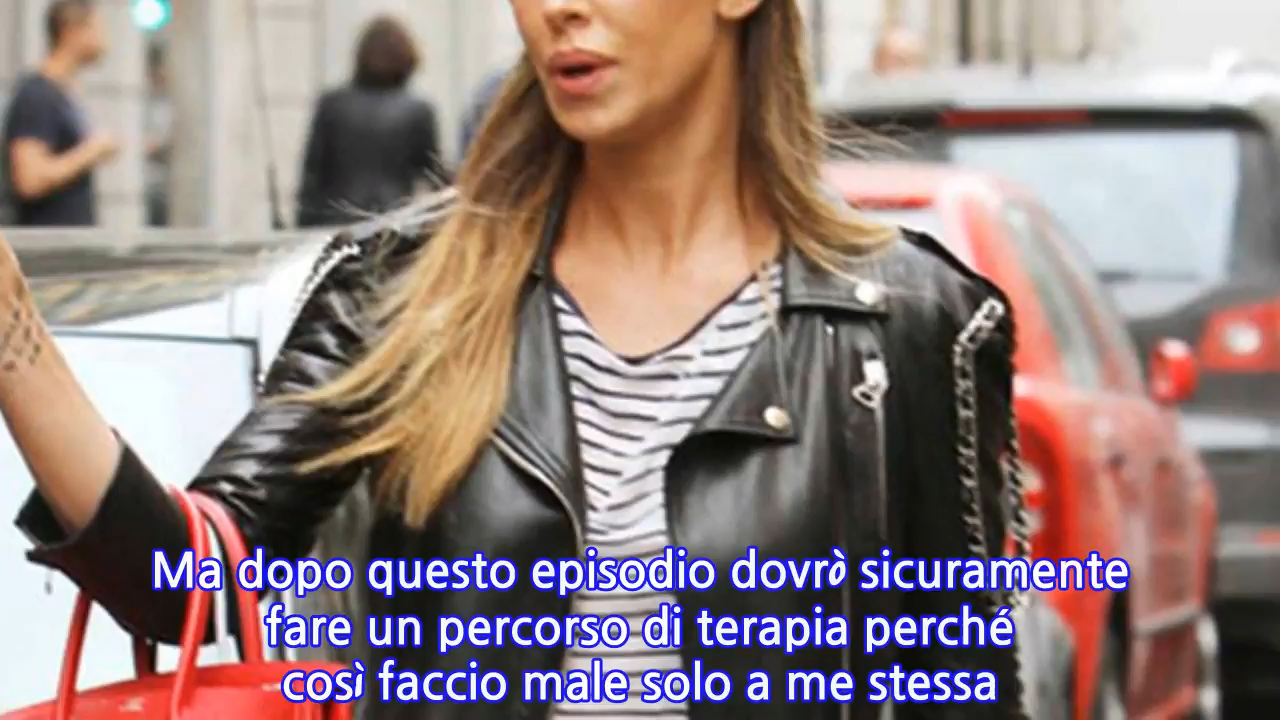 Ma dopo questo episodio dovrò sicuramente
fare un percorso di terapia perché
così faccio male solo a me stessa